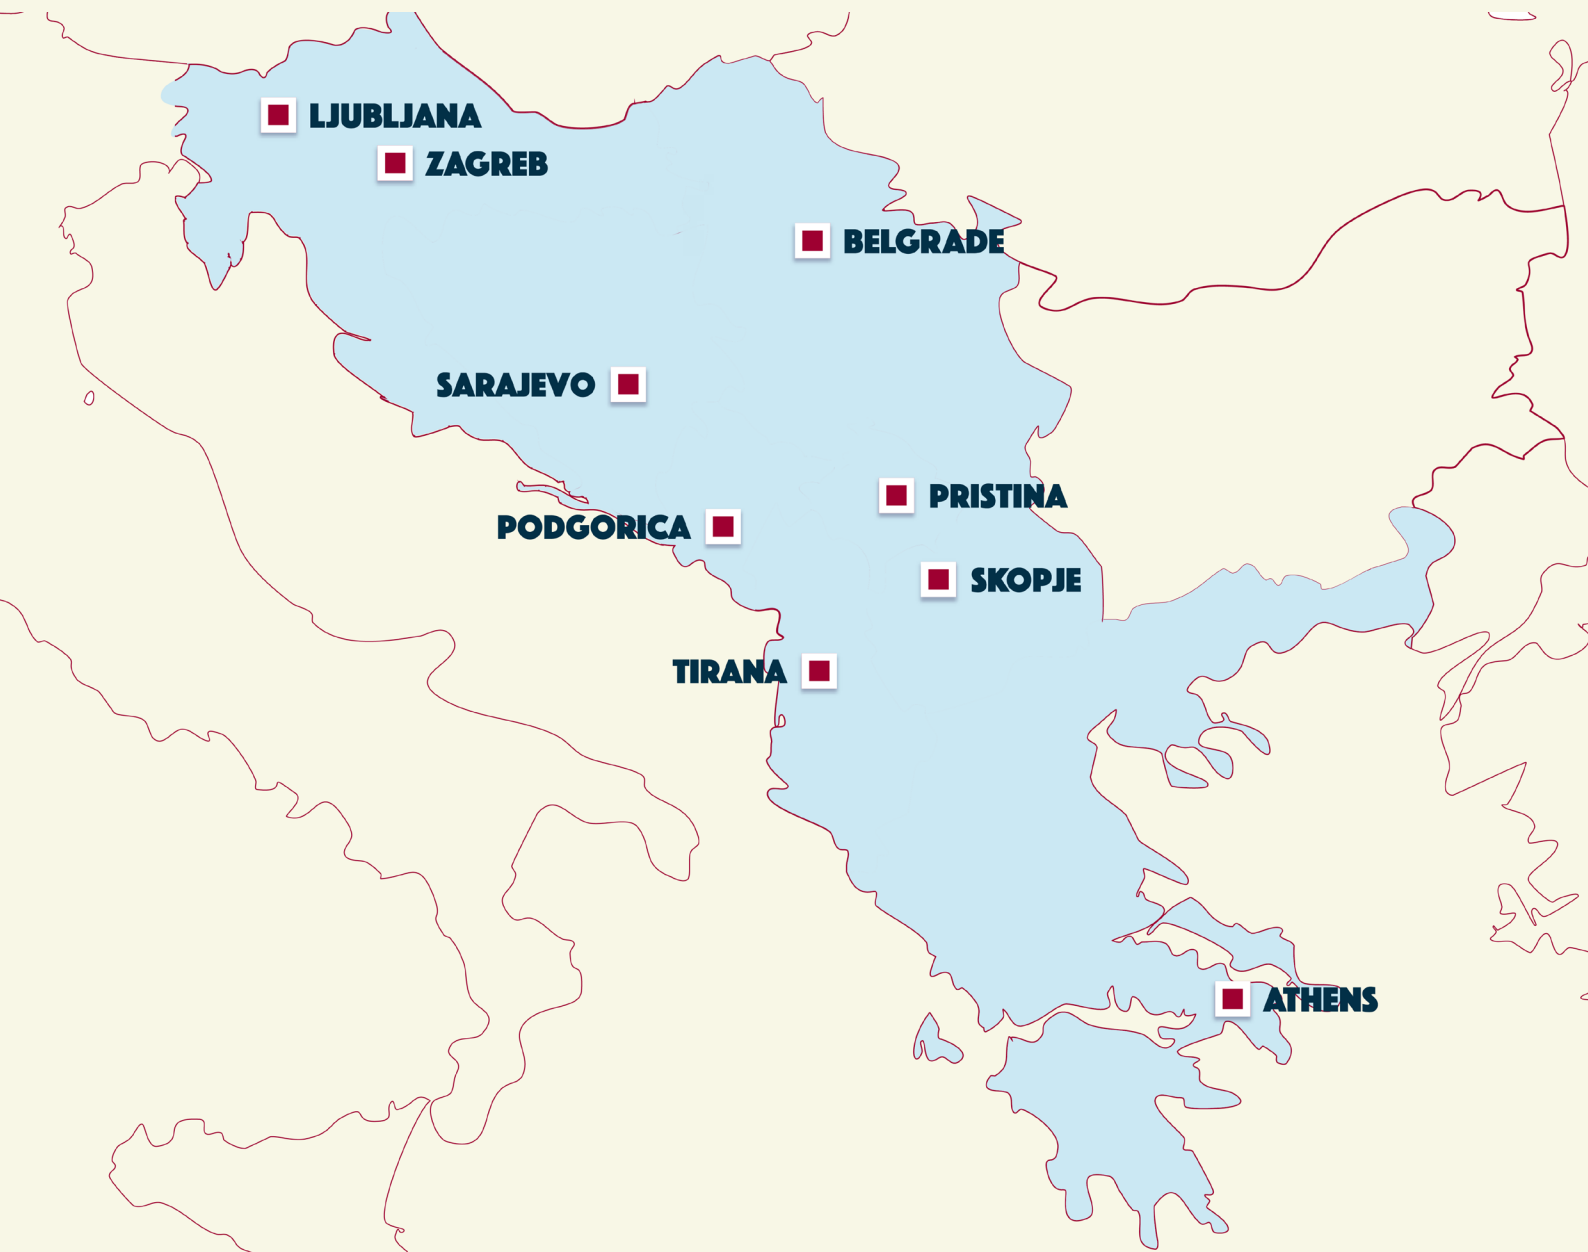 LJUBLJANA
ZAGREB
BELGRADE
SARAJEVO
PRISTINA
PODGORICA
SKOPJE
TIRANA
ATHENS